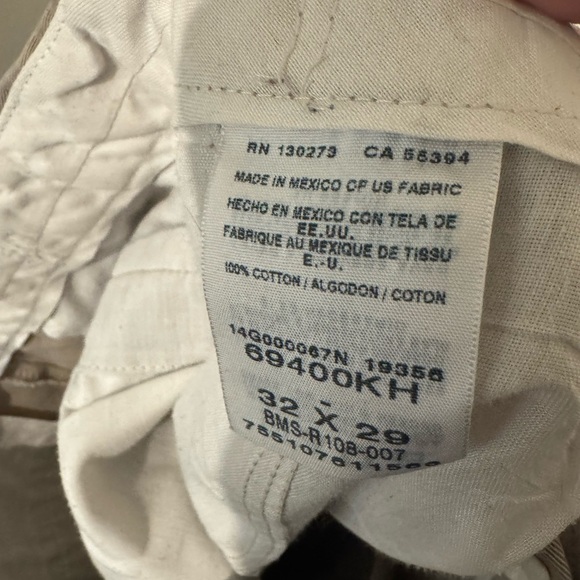 RN 130273 CA 56394
MADE IN MEXICO OF US FABRIC
HECHO EN MEXICO CON TELA DE
EE.UU.
FABRIQUE AU MEXIQUE DE TISSU
E.-U.
100% COTTON / ALGODON / COTON
14G000067N 19356
69400KH
32 X 29
BMS-R108-007